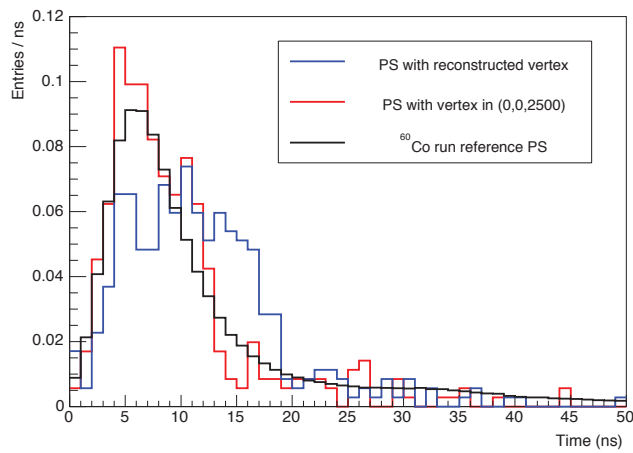 Entries / ns
0.12
0.1
0.08
0.06
0.04
0.02
0
PS with reconstructed vertex
PS with vertex in (0,0,2500)
60Co run reference PS
0 5 10 15 20 25 30 35 40 45 50
Time (ns)